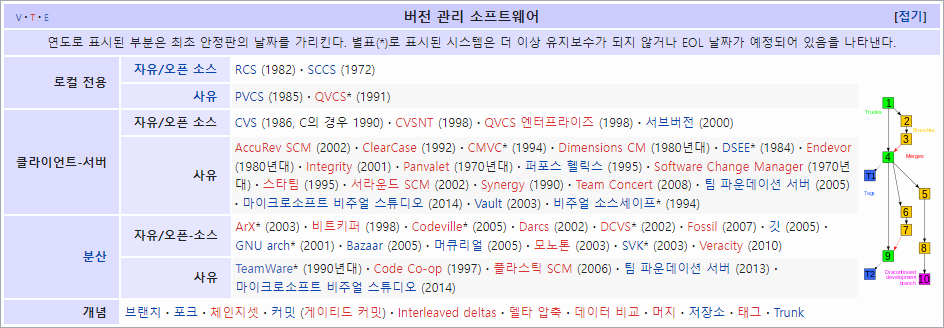 V · T · E
버전 관리 소프트웨어
[접기]
연도로 표시된 부분은 최초 안정판의 날짜를 가리킨다. 별표(*)로 표시된 시스템은 더 이상 유지보수가 되지 않거나 EOL 날짜가 예정되어 있음을 나타낸다.
로컬 전용
자유/오픈 소스
RCS (1982) · SCCS (1972)
사유
PVCS (1985) · QVCS* (1991)
클라이언트-서버
자유/오픈 소스
CVS (1986, C의 경우 1990) · CVSNT (1998) · QVCS 엔터프라이즈 (1998) · 서브버전 (2000)
사유
AccuRev SCM (2002) · ClearCase (1992) · CMVC* (1994) · Dimensions CM (1980년대) · DSEE* (1984) · Endevor
(1980년대) · Integrity (2001) · Panvalet (1970년대) · 퍼포스 헬릭스 (1995) · Software Change Manager (1970년
대) · 스타팀 (1995) · 서라운드 SCM (2002) · Synergy (1990) · Team Concert (2008) · 팀 파운데이션 서버 (2005)
· 마이크로소프트 비주얼 스튜디오 (2014) · Vault (2003) · 비주얼 소스세이프* (1994)
분산
자유/오픈-소스
ArX* (2003) · 비트키퍼 (1998) · Codeville* (2005) · Darcs (2002) · DCVS* (2002) · Fossil (2007) · 깃 (2005) ·
GNU arch* (2001) · Bazaar (2005) · 머큐리얼 (2005) · 모노톤 (2003) · SVK* (2003) · Veracity (2010)
사유
TeamWare* (1990년대) · Code Co-op (1997) · 플라스틱 SCM (2006) · 팀 파운데이션 서버 (2013) ·
마이크로소프트 비주얼 스튜디오 (2014)
개념
브랜치 · 포크 · 체인지셋 · 커밋 (게이티드 커밋) · Interleaved deltas · 델타 압축 · 데이터 비교 · 머지 · 저장소 · 태그 · Trunk
1
Trunks
2
Branches
3
Merges
4
T1
Tags
5
6
7
8
9
T2
Discontinued
development
branch
10